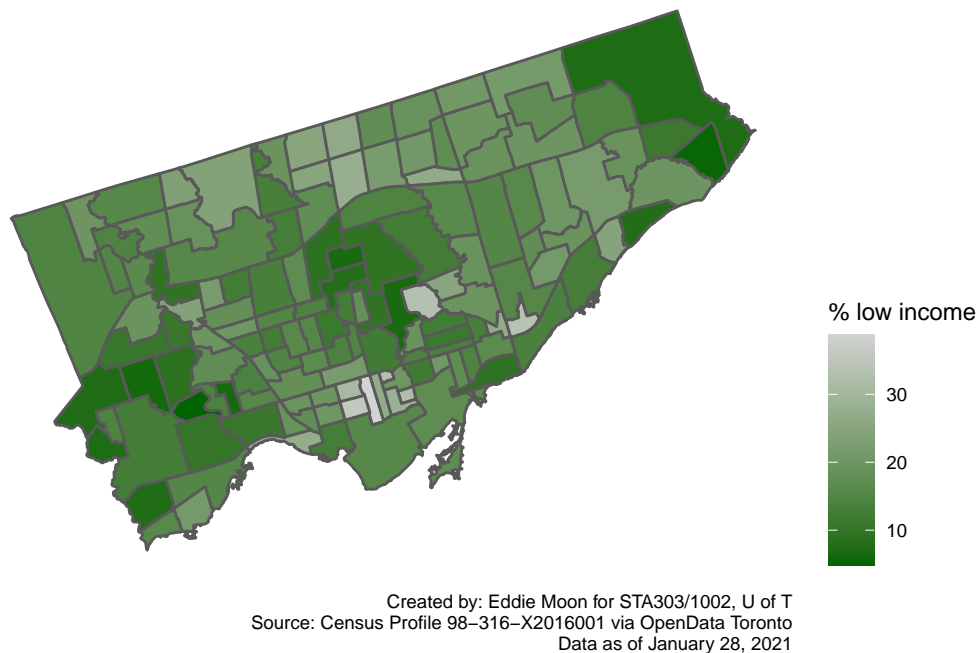 % low income
30
20
10
Created by: Eddie Moon for STA303/1002, U of T
Source: Census Profile 98−316−X2016001 via OpenData Toronto
Data as of January 28, 2021